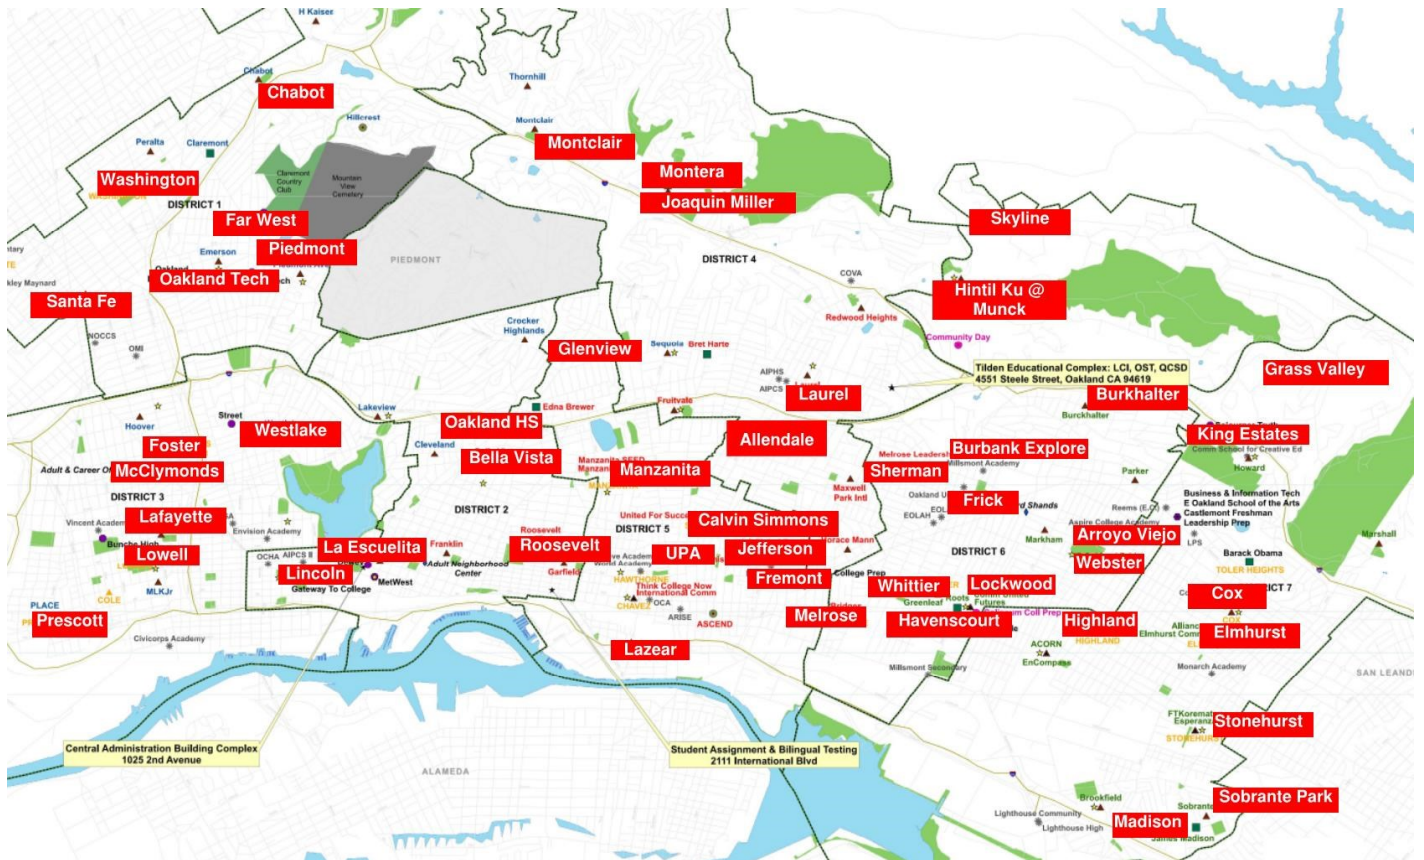 H Kaiser
Chabot
Chabot
Thornhill
Hillcrest
Montclair
Montclair
Peralta
Claremont
Claremont
Country
Club
Mountain
View
Cemetery
Washington
Montera
Joaquin Miller
DISTRICT 1
Far West
Skyline
Piedmont
Emerson
PIEDMONT
DISTRICT 4
Oakland Tech
COVA
Hintil Ku @
Munck
Santa Fe
Redwood Heights
NOCCS
OMI
Crocker
Highlands
Glenview
Sequoia
Bret Harte
Community Day
Tilden Educational Complex: LCI, OST, QCSD
4551 Steele Street, Oakland CA 94619
Grass Valley
AIPHS
AIPCS
Laurel
Burkhalter
Burckhalter
Hoover
Street
Lakeview
Edna Brewer
Fruitvale
Oakland HS
Westlake
Allendale
King Estates
Comm School for Creative Ed
Howard
Foster
Cleveland
Bella Vista
Burbank Explore
Millsmont Academy
McClymonds
Manzanita
Sherman
Maxwell
Park Intl
Parker
DISTRICT 3
DISTRICT 2
Frick
Business & Information Tech
E Oakland School of the Arts
Castlemont Freshman
Leadership Prep
Reems (E.C.)
Lafayette
Vincent Academy
Envision Academy
United For Succe
Calvin Simmons
DISTRICT 5
EOLAH
Aspire College Academy
Arroyo Viejo
LPS
Marshall
Bunche High
Lowell
La Escuelita
Franklin
Roosevelt
Roosevelt
Garfield
UPA
Jefferson
Horace Mann
Markham
DISTRICT 6
Webster
Barack Obama
TOLER HEIGHTS
OCHA
AIPCS II
Lincoln
Adult Neighborhood
Center
World Academy
HAWTHORNE
Fremont
College Prep
MetWest
Gateway To College
MLKJr
COLE
Think College Now
International Comm
CHAVEZ
OCA
ARISE
ASCEND
Whittier
Lockwood
Roots
Greenleaf
Futures
Cox
COX
PLACE
Prescott
Melrose
Havenscourt
Highland
HIGHLAND
Elmhurst
Civicorps Academy
Lazear
ACORN
EnCompass
Millsmont Secondary
Monarch Academy
SAN LEAND
Stonehurst
Esperanza
STONEHURST
Central Administration Building Complex
1025 2nd Avenue
Student Assignment & Bilingual Testing
2111 International Blvd
ALAMEDA
Brookfield
Sobrante Park
Sobrante
Lighthouse Community
Lighthouse High
Madison
James Madison